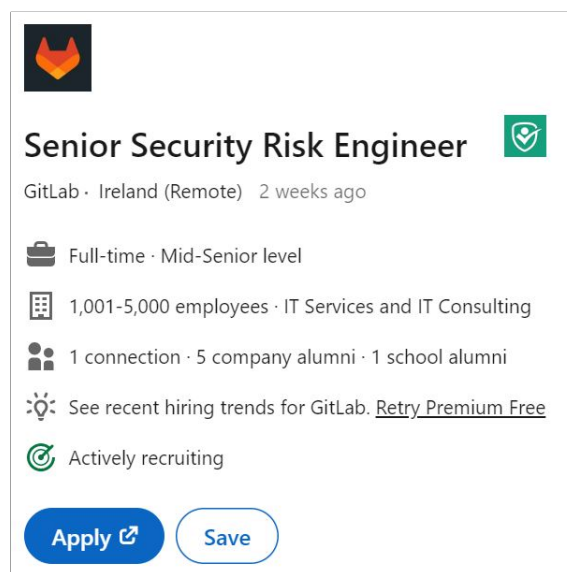 Senior Security Risk Engineer
GitLab · Ireland (Remote) 2 weeks ago
Full-time · Mid-Senior level
1,001-5,000 employees · IT Services and IT Consulting
1 connection · 5 company alumni · 1 school alumni
See recent hiring trends for GitLab. Retry Premium Free
Actively recruiting
Apply
Save